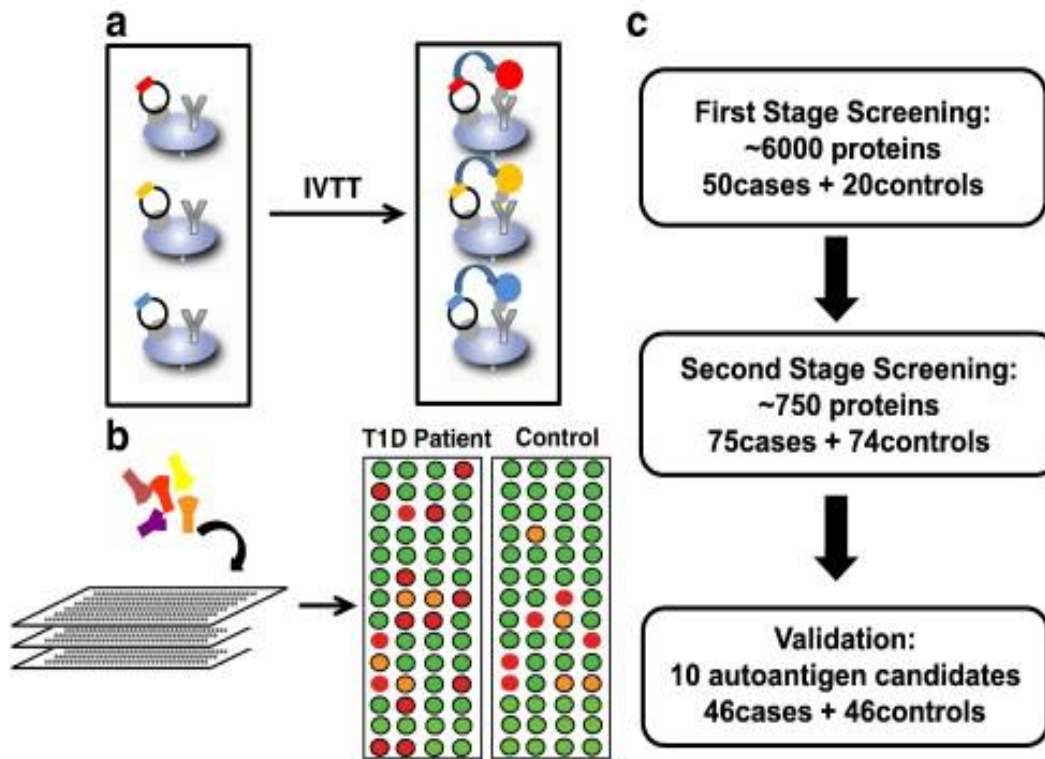 a
IVTT
b
T1D Patient
Control
c
First Stage Screening:
~6000 proteins
50cases + 20controls
Second Stage Screening:
~750 proteins
75cases + 74controls
Validation:
10 autoantigen candidates
46cases + 46controls